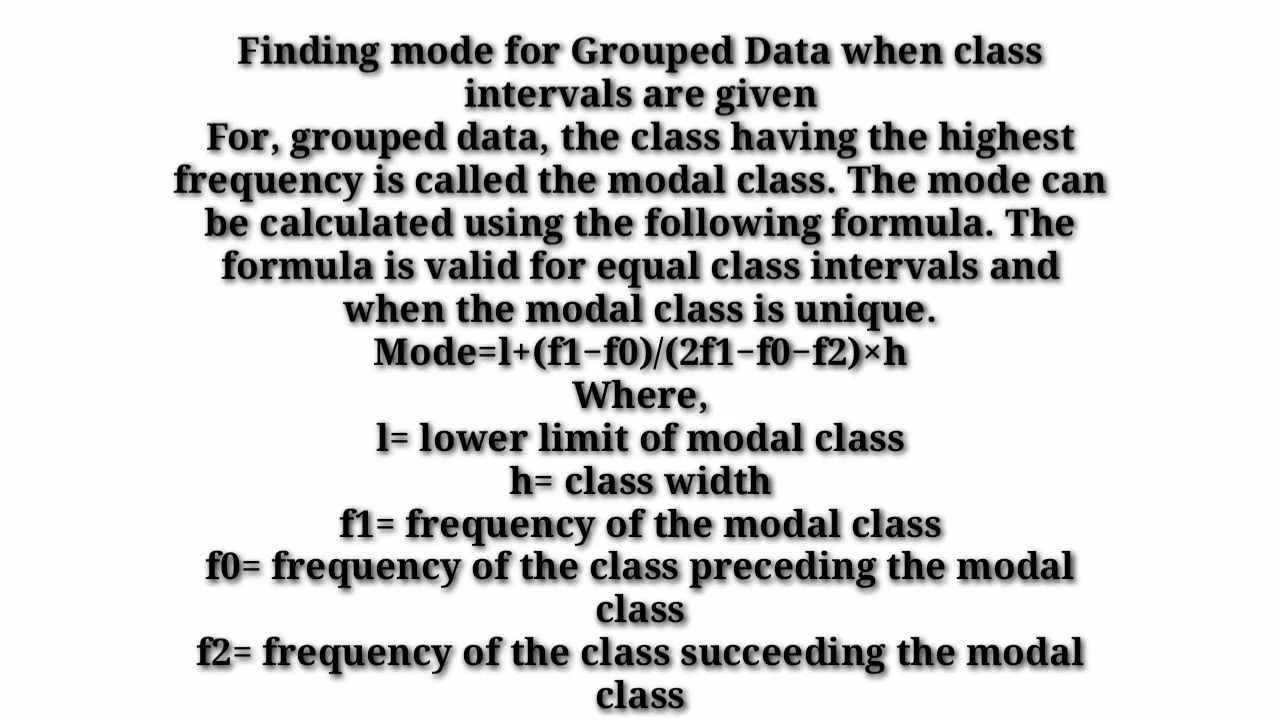 Finding mode for Grouped Data when class
intervals are given
For, grouped data, the class having the highest
frequency is called the modal class. The mode can
be calculated using the following formula. The
formula is valid for equal class intervals and
when the modal class is unique.
Mode=l+(f1−f0)/(2f1−f0−f2)×h
Where,
l= lower limit of modal class
h= class width
f1= frequency of the modal class
f0= frequency of the class preceding the modal
class
f2= frequency of the class succeeding the modal
class